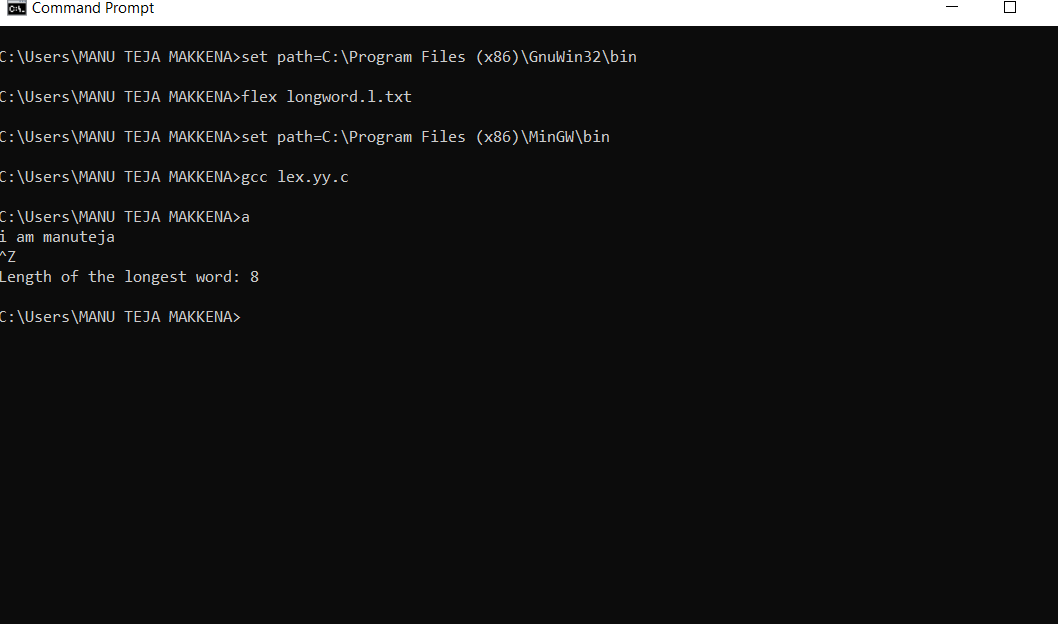 Command Prompt
C:\Users\MANU TEJA MAKKENA>set path=C:\Program Files (x86)\GnuWin32\bin
C:\Users\MANU TEJA MAKKENA>flex longword.l.txt
C:\Users\MANU TEJA MAKKENA>set path=C:\Program Files (x86)\MinGW\bin
C:\Users\MANU TEJA MAKKENA>gcc lex.yy.c
C:\Users\MANU TEJA MAKKENA>a
i am manuteja
^Z
Length of the longest word: 8
C:\Users\MANU TEJA MAKKENA>